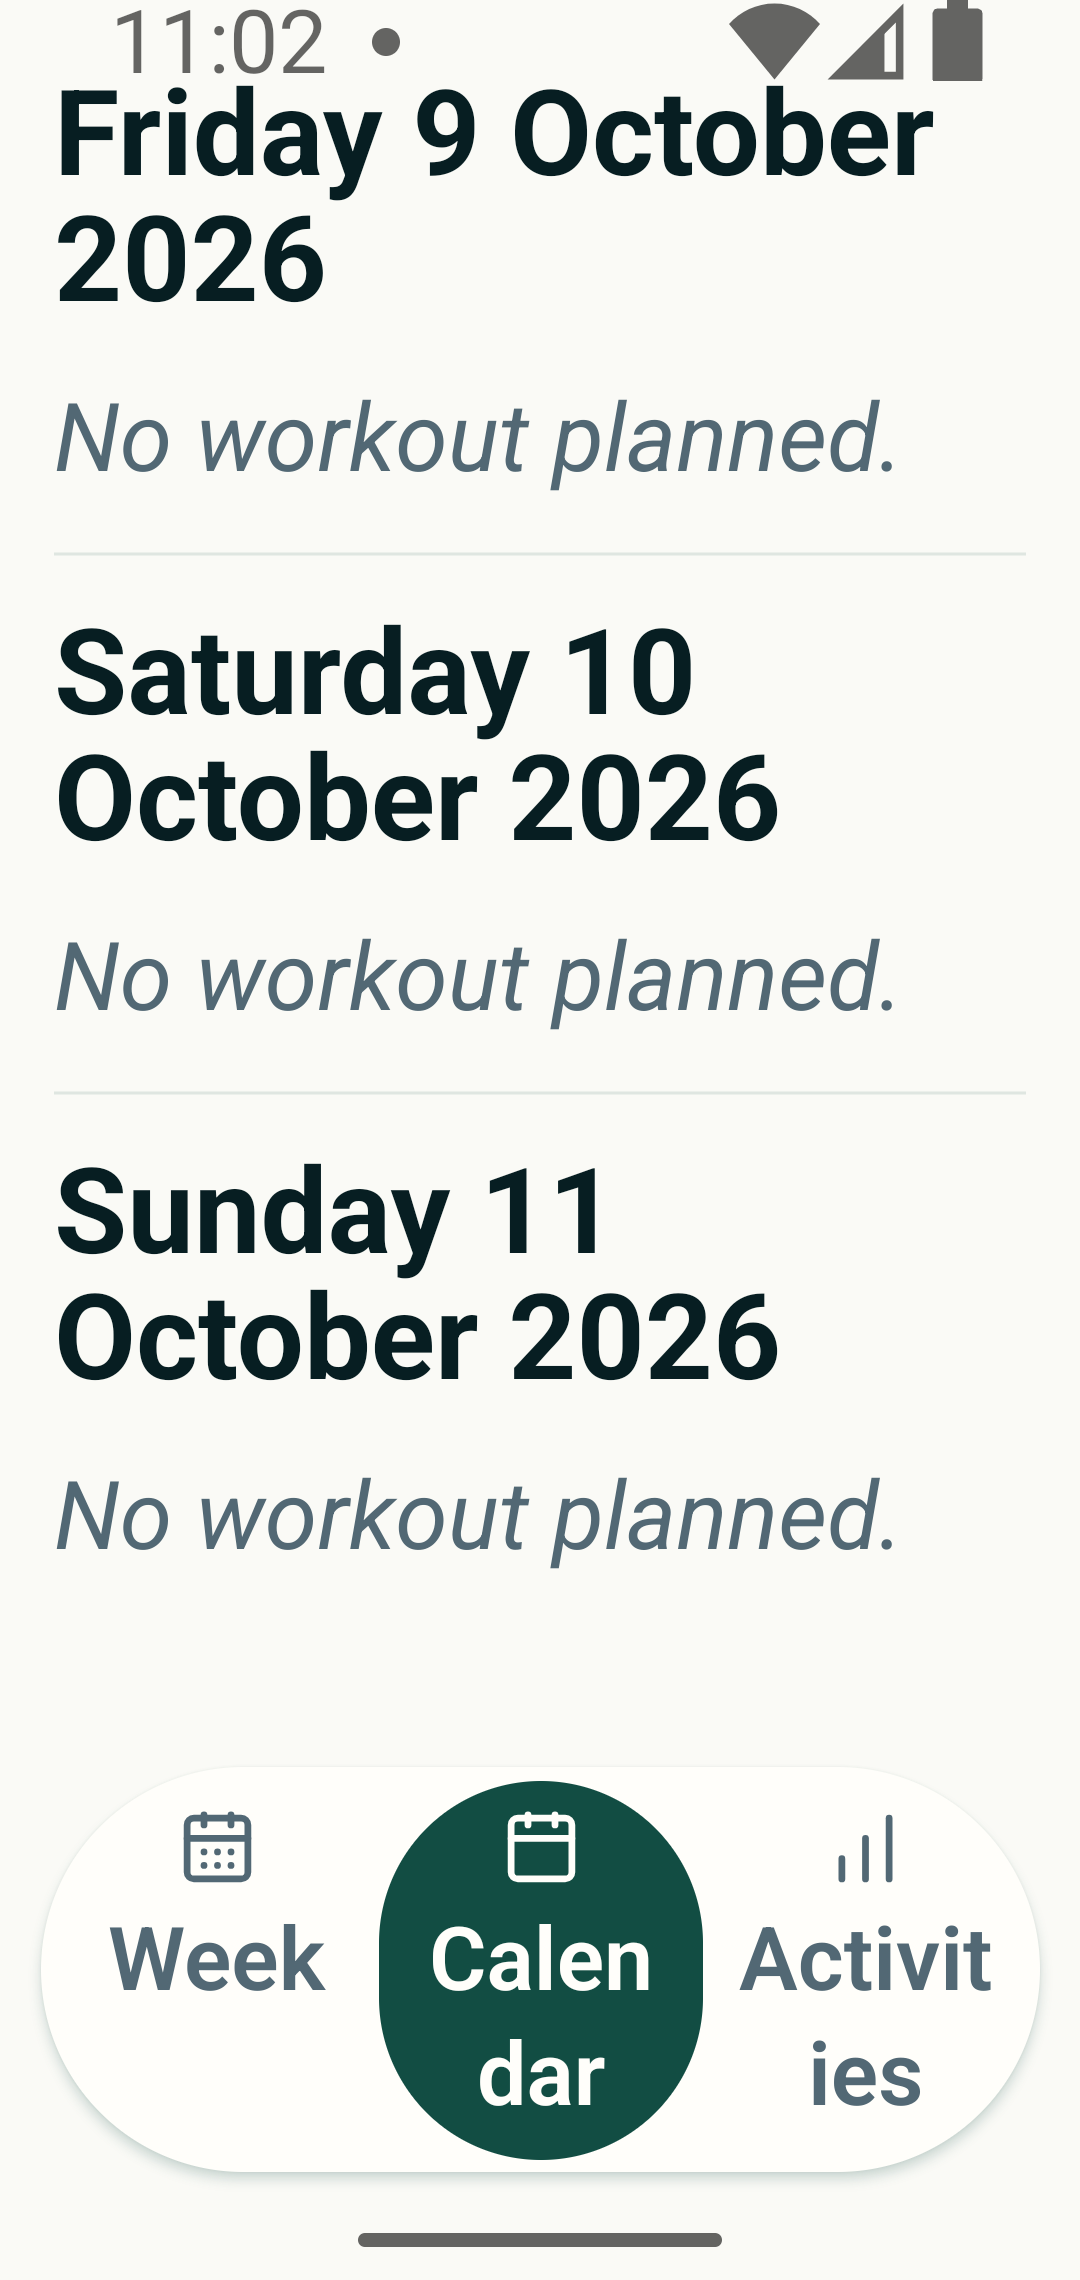 11:02
Friday 9 October
2026
No workout planned.
Saturday 10
October 2026
No workout planned.
Sunday 11
October 2026
No workout planned.
Week
Calen
dar
Activit
ies